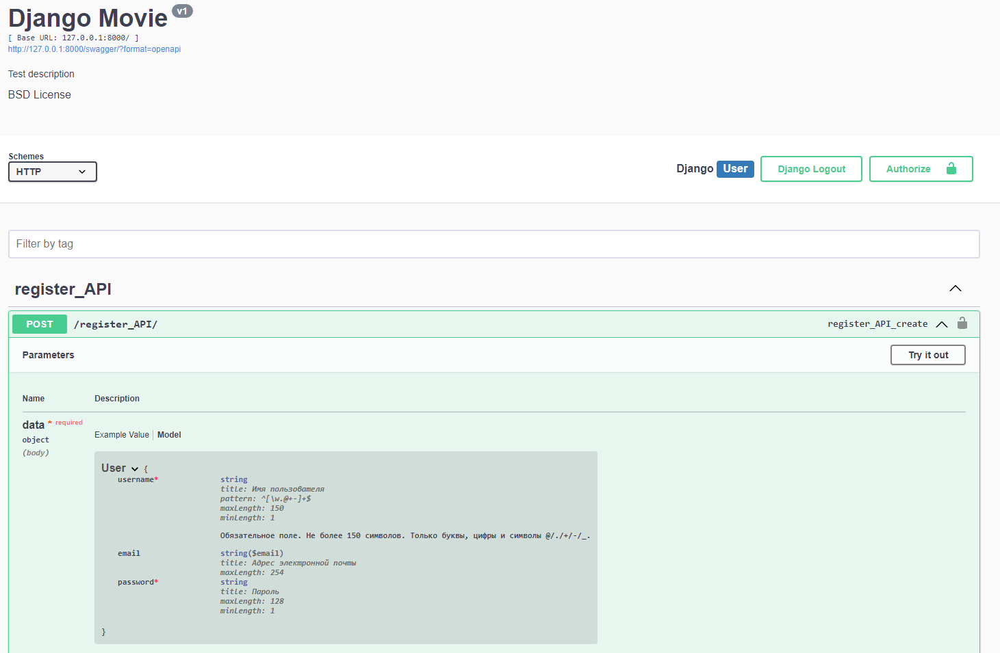 Django Movie v1
[ Base URL: 127.0.0.1:8000/ ]
http://127.0.0.1:8000/swagger/?format=openapi
Test description
BSD License
Schemes
HTTP
Django User Django Logout Authorize
Filter by tag
register_API
POST /register_API/ register_API_create
Parameters Try it out
Name Description
data * required
object
(body)
Example Value Model
User {
username* string
title: Имя пользователя
pattern: ^[\w.@+-]+$
maxLength: 150
minLength: 1
Обязательное поле. Не более 150 символов. Только буквы, цифры и символы @/./+/-/_.
email string($email)
title: Адрес электронной почты
maxLength: 254
password* string
title: Пароль
maxLength: 128
minLength: 1
}